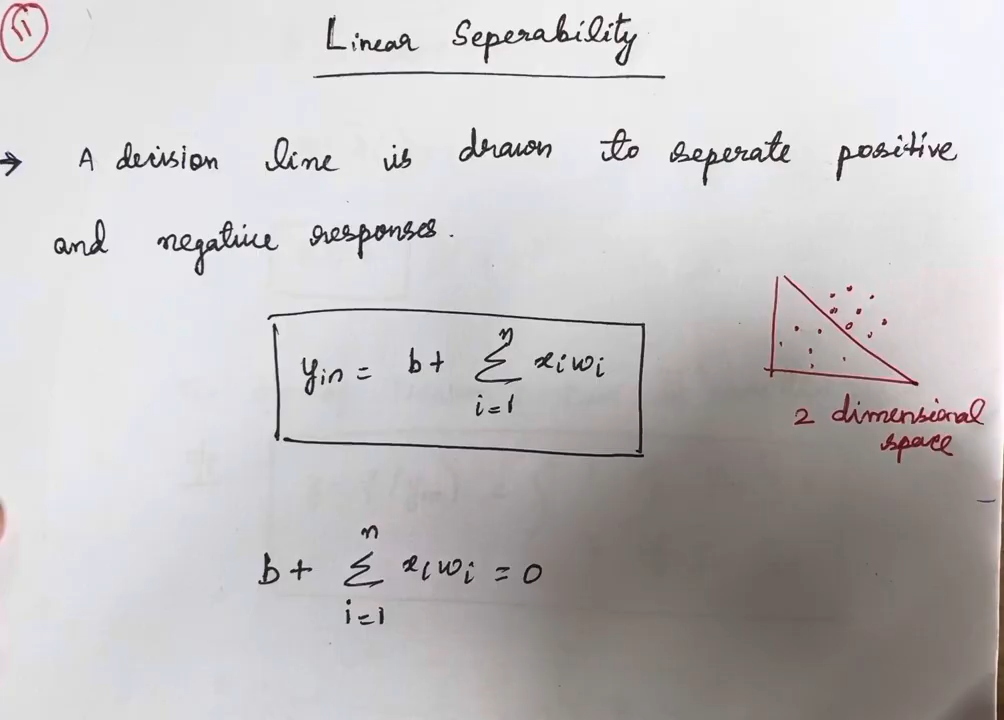 11
Linear Seperability
→ A decision line is drawn to seperate positive
and negative responses.
yin = b + n∑i=1 xiwi
2 dimensional
space
b + n∑i=1 xiwi = 0